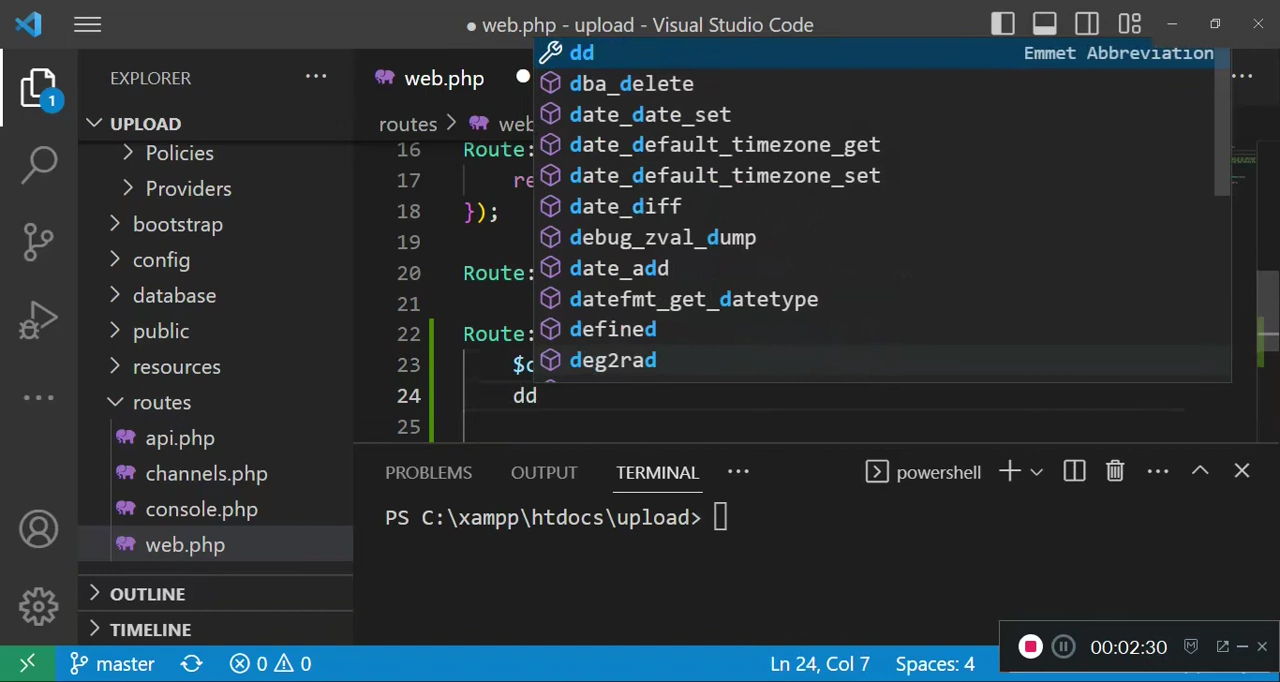 ● web.php - upload - Visual Studio Code
1
EXPLORER
UPLOAD
Policies
Providers
bootstrap
config
database
public
resources
routes
api.php
channels.php
console.php
web.php
OUTLINE
TIMELINE
web.php
routes > web
16 Route:
17 re
18 });
19
20 Route:
21
22 Route:
23 $c
24 dd
25
dd Emmet Abbreviation
dba_delete
date_date_set
date_default_timezone_get
date_default_timezone_set
date_diff
debug_zval_dump
date_add
datefmt_get_datetype
defined
deg2rad
PROBLEMS OUTPUT TERMINAL ··· powershell
PS C:\xampp\htdocs\upload>
master 0 0 Ln 24, Col 7 Spaces: 4
00:02:30